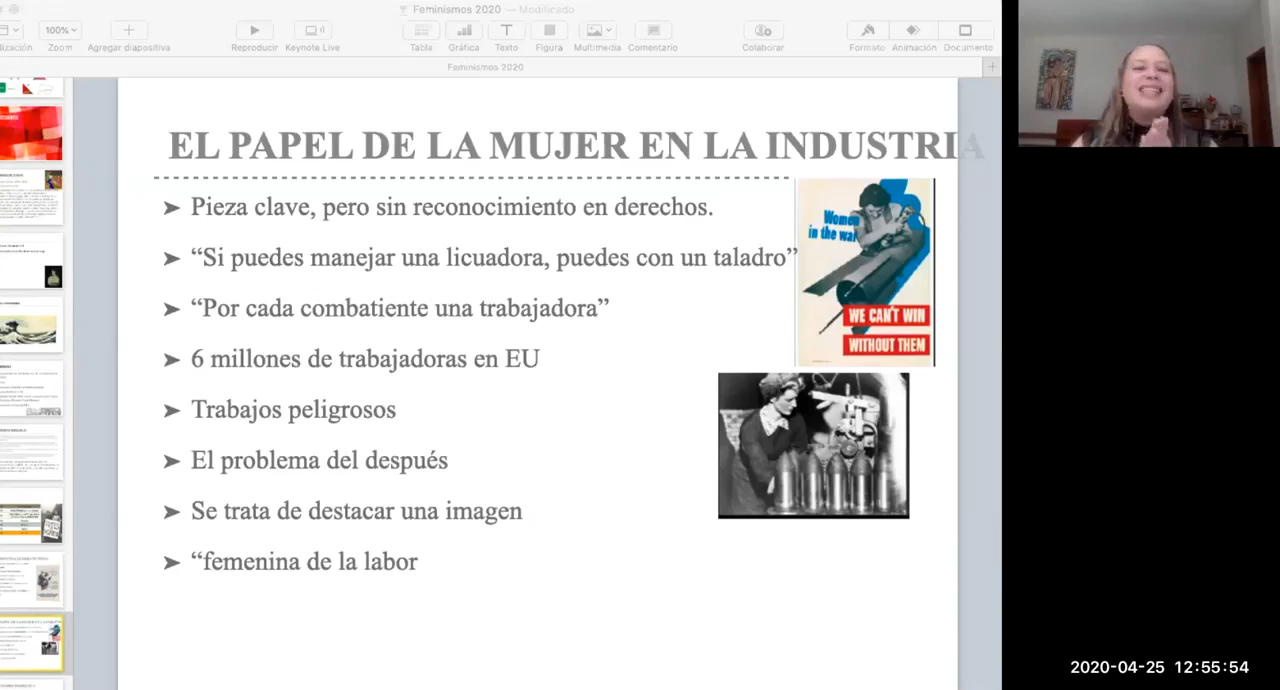 Feminismos 2020 — Modificado
100%
Zoom
Agregar diapositiva
Reproducir
Keynote Live
Tabla
Gráfica
Texto
Figura
Multimedia
Comentario
Colaborar
Formato
Animación
Documento
Feminismos 2020
EL PAPEL DE LA MUJER EN LA INDUSTRIA
➤ Pieza clave, pero sin reconocimiento en derechos.
➤ “Si puedes manejar una licuadora, puedes con un taladro”
➤ “Por cada combatiente una trabajadora”
➤ 6 millones de trabajadoras en EU
➤ Trabajos peligrosos
➤ El problema del después
➤ Se trata de destacar una imagen
➤ “femenina de la labor
Women
in the war
WE CAN'T WIN
WITHOUT THEM
2020-04-25 12:55:54